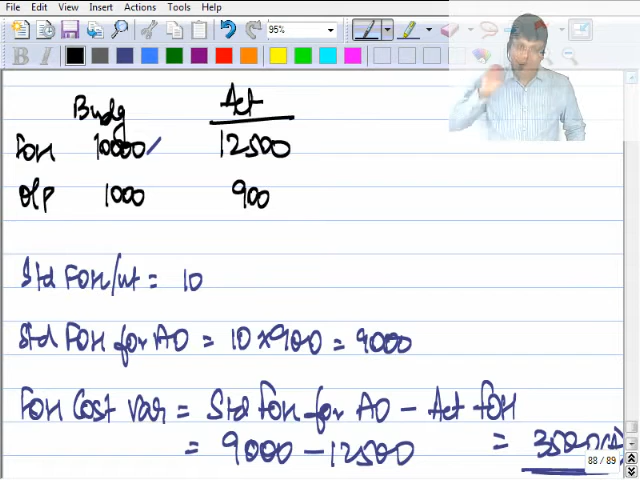 File Edit View Insert Actions Tools Help
95%
B
Budg Act
FOH 10000 12500
O/P 1000 900
Std FOH/ut = 10
Std FOH for AO = 10 × 900 = 9000
FOH Cost Var = Std FOH for AO - Act FOH
= 9000 - 12500 = 3500 (A)
88 / 89